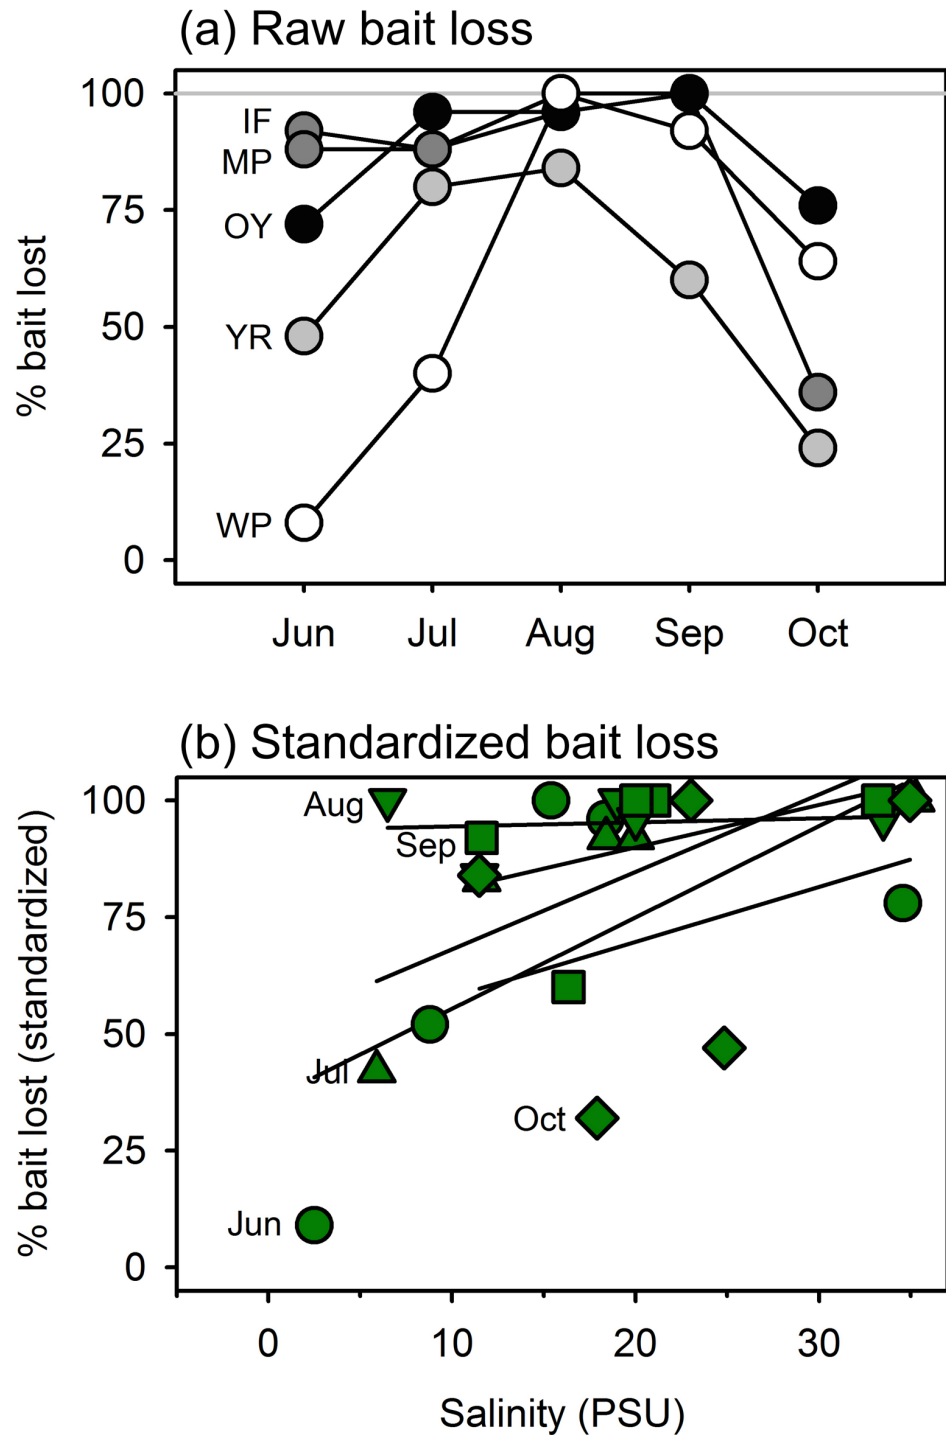 (a) Raw bait loss
% bait lost
100
75
50
25
0
IF
MP
OY
YR
WP
Jun Jul Aug Sep Oct
(b) Standardized bait loss
% bait lost (standardized)
100
75
50
25
0
Aug
Sep
Jul
Oct
Jun
0 10 20 30
Salinity (PSU)